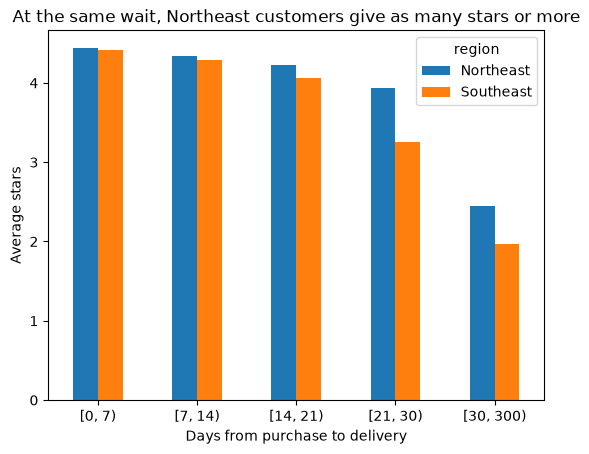 At the same wait, Northeast customers give as many stars or more
region
Northeast
Southeast
Average stars
4
3
2
1
0
[0, 7) [7, 14) [14, 21) [21, 30) [30, 300)
Days from purchase to delivery